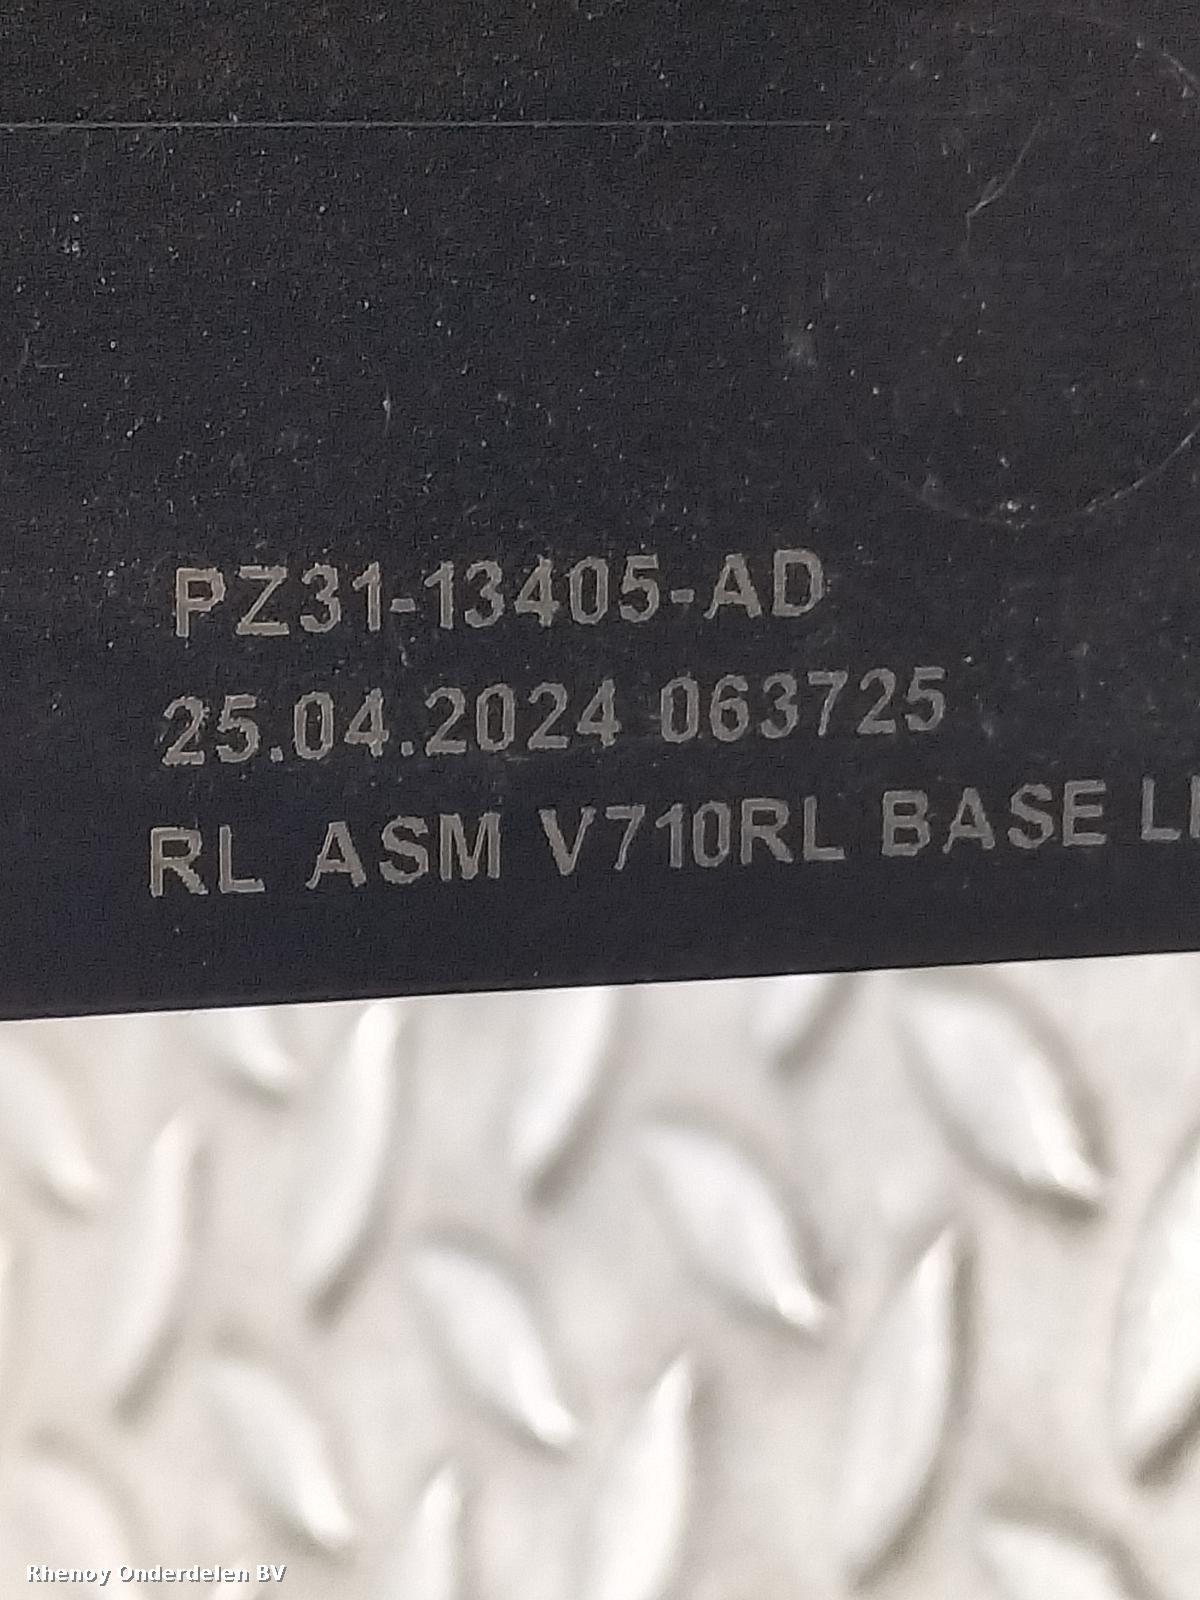 PZ31-13405-AD
25.04.2024 063725
RL ASM V710RL BASE
Rhenoy Onderdelen BV